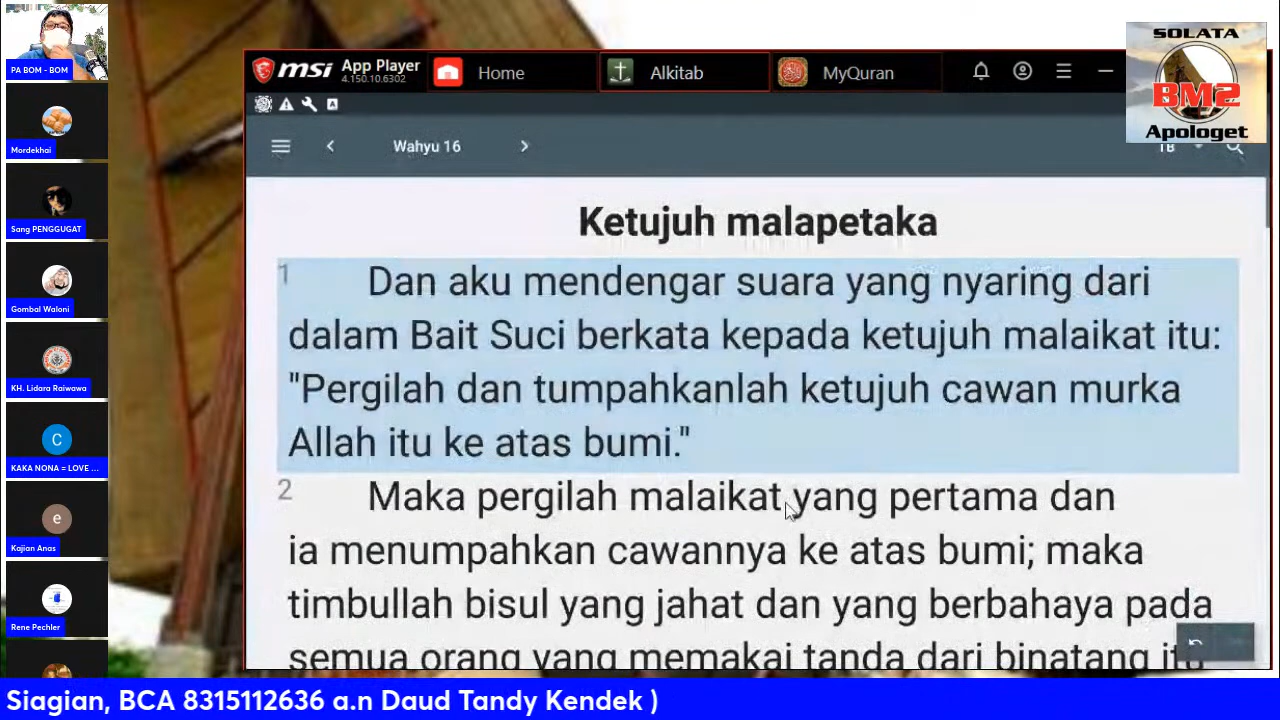 PA BOM - BOM
Mordekhai
Sang PENGGUGAT
Gombal Waloni
KH. Lidara Raiwawa
C
KAKA NONA = LOVE ...
e
Kajian Anas
Rene Pechler
msi App Player
4.150.10.6302
Home
Alkitab
MyQuran
SOLATA
BM2
Apologet
Wahyu 16
TB
Ketujuh malapetaka
1 Dan aku mendengar suara yang nyaring dari
dalam Bait Suci berkata kepada ketujuh malaikat itu:
"Pergilah dan tumpahkanlah ketujuh cawan murka
Allah itu ke atas bumi."
2 Maka pergilah malaikat yang pertama dan
ia menumpahkan cawannya ke atas bumi; maka
timbullah bisul yang jahat dan yang berbahaya pada
semua orang yang memakai tanda dari binatang itu
Siagian, BCA 8315112636 a.n Daud Tandy Kendek )